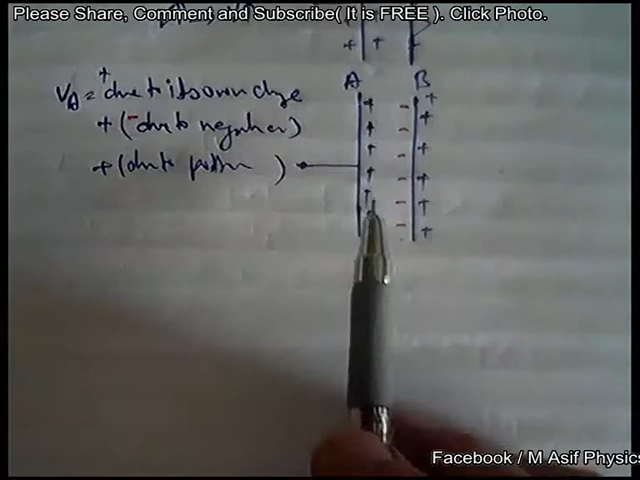 Please Share, Comment and Subscribe( It is FREE ). Click Photo.
+ +
A B
V_A = + due to its own charge
+ (- due to negative)
+ (due to positive )
+ + + + +
- - - - - -
+ + + + + +
Facebook / M Asif Physics